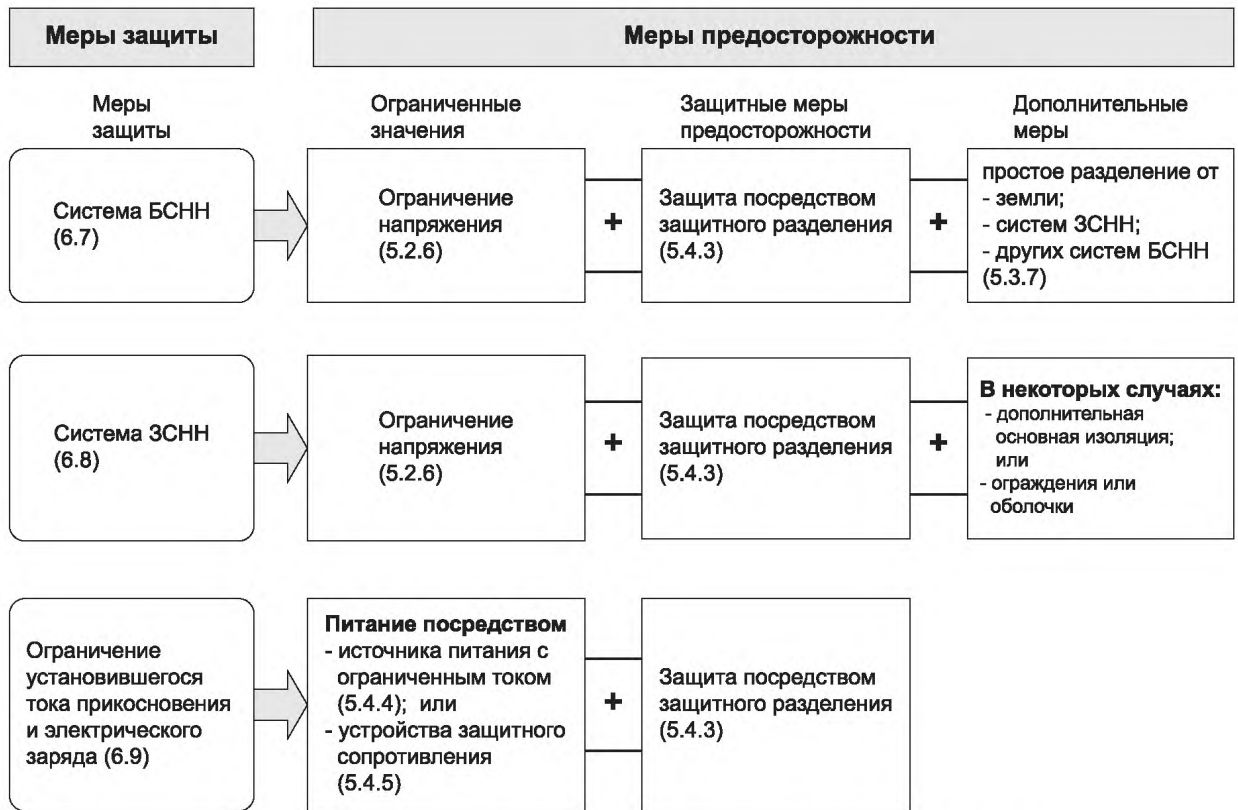 Меры защиты
Меры предосторожности
Меры
защиты
Ограниченные
значения
Защитные меры
предосторожности
Дополнительные
меры
Система БСНН
(6.7)
Ограничение
напряжения
(5.2.6)
+
Защита посредством
защитного разделения
(5.4.3)
+
простое разделение от
- земли;
- систем ЗСНН;
- других систем БСНН
(5.3.7)
Система ЗСНН
(6.8)
Ограничение
напряжения
(5.2.6)
+
Защита посредством
защитного разделения
(5.4.3)
+
В некоторых случаях:
- дополнительная
основная изоляция;
или
- ограждения или
оболочки
Ограничение
установившегося
тока прикосновения
и электрического
заряда (6.9)
Питание посредством
- источника питания с
ограниченным током
(5.4.4); или
- устройства защитного
сопротивления
(5.4.5)
+
Защита посредством
защитного разделения
(5.4.3)